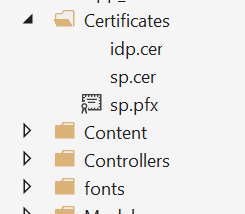 Certificates
idp.cer
sp.cer
sp.pfx
Content
Controllers
fonts